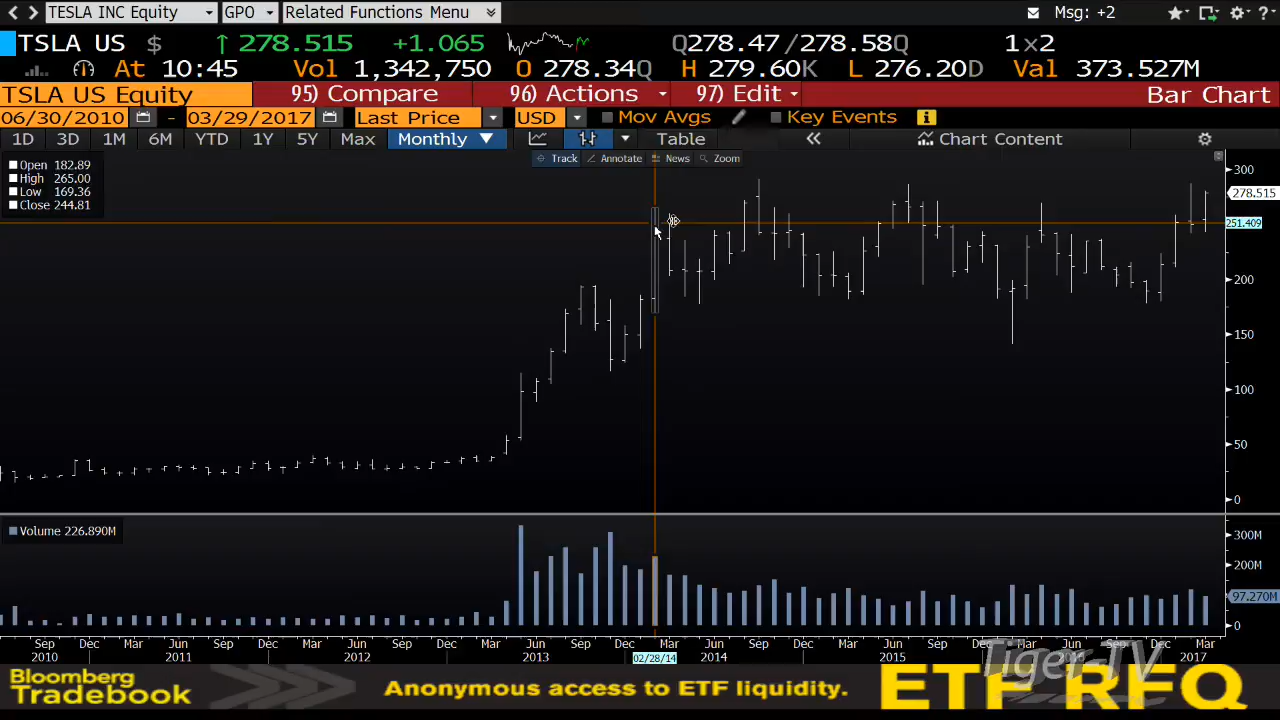 TESLA INC Equity GPO Related Functions Menu Msg: +2
TSLA US $ ↑ 278.515 +1.065 Q278.47/278.58Q 1×2
At 10:45 Vol 1,342,750 O 278.34Q H 279.60K L 276.20D Val 373.527M
TSLA US Equity 95) Compare 96) Actions 97) Edit Bar Chart
06/30/2010 - 03/29/2017 Last Price USD Mov Avgs Key Events
1D 3D 1M 6M YTD 1Y 5Y Max Monthly ▼ Table « Chart Content
Track Annotate News Zoom
Open 182.89
High 265.00
Low 169.36
Close 244.81
300
278.515
251.409
200
150
100
50
0
Volume 226.890M
300M
200M
97.270M
0
Sep Dec Mar Jun Sep Dec Mar Jun Sep Dec Mar Jun Sep Dec Mar Jun Sep Dec Mar Jun Sep Dec Mar Jun Sep Dec Mar
2010 2011 2012 2013 02/28/14 2014 2015 2016 2017
Tiger-TV
Bloomberg
Tradebook
Anonymous access to ETF liquidity.
ETF RFQ